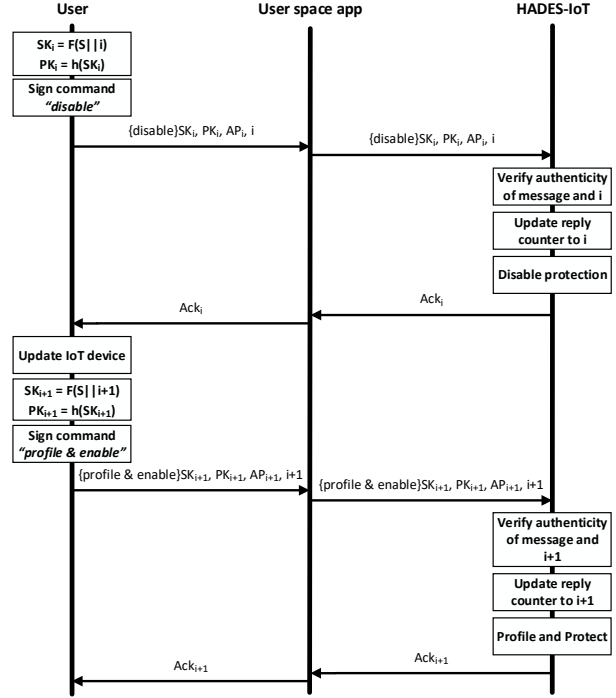 User
User space app
HADES-IoT
SKᵢ = F(S||i)
PKᵢ = h(SKᵢ)
Sign command
“disable”
{disable}SKᵢ, PKᵢ, APᵢ, i
{disable}SKᵢ, PKᵢ, APᵢ, i
Verify authenticity
of message and i
Update reply
counter to i
Disable protection
Ackᵢ
Ackᵢ
Update IoT device
SKᵢ₊₁ = F(S||i+1)
PKᵢ₊₁ = h(SKᵢ₊₁)
Sign command
“profile & enable”
{profile & enable}SKᵢ₊₁, PKᵢ₊₁, APᵢ₊₁, i+1
{profile & enable}SKᵢ₊₁, PKᵢ₊₁, APᵢ₊₁, i+1
Verify authenticity
of message and
i+1
Update reply
counter to i+1
Profile and Protect
Ackᵢ₊₁
Ackᵢ₊₁